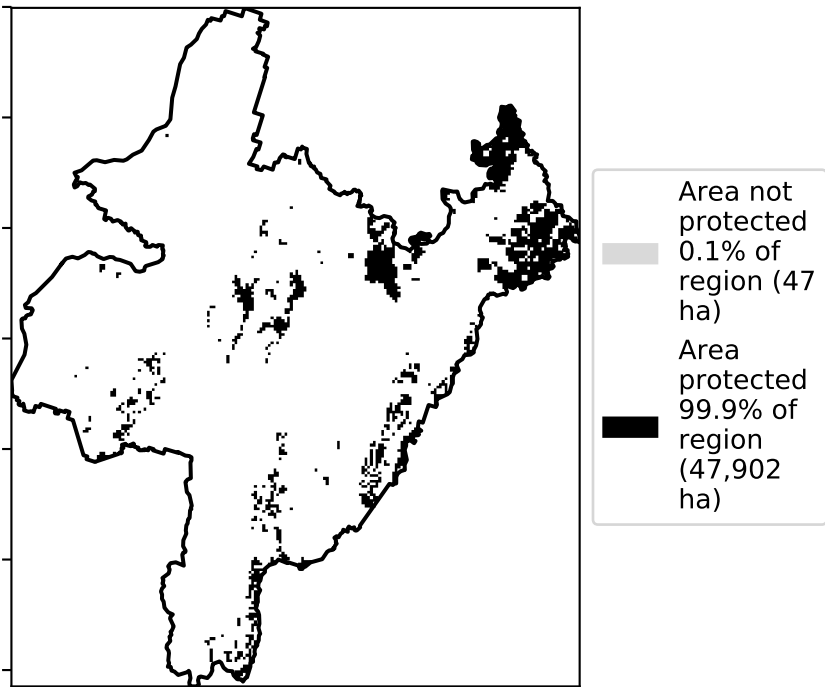 Area not
protected
0.1% of
region (47
ha)
Area
protected
99.9% of
region
(47,902
ha)